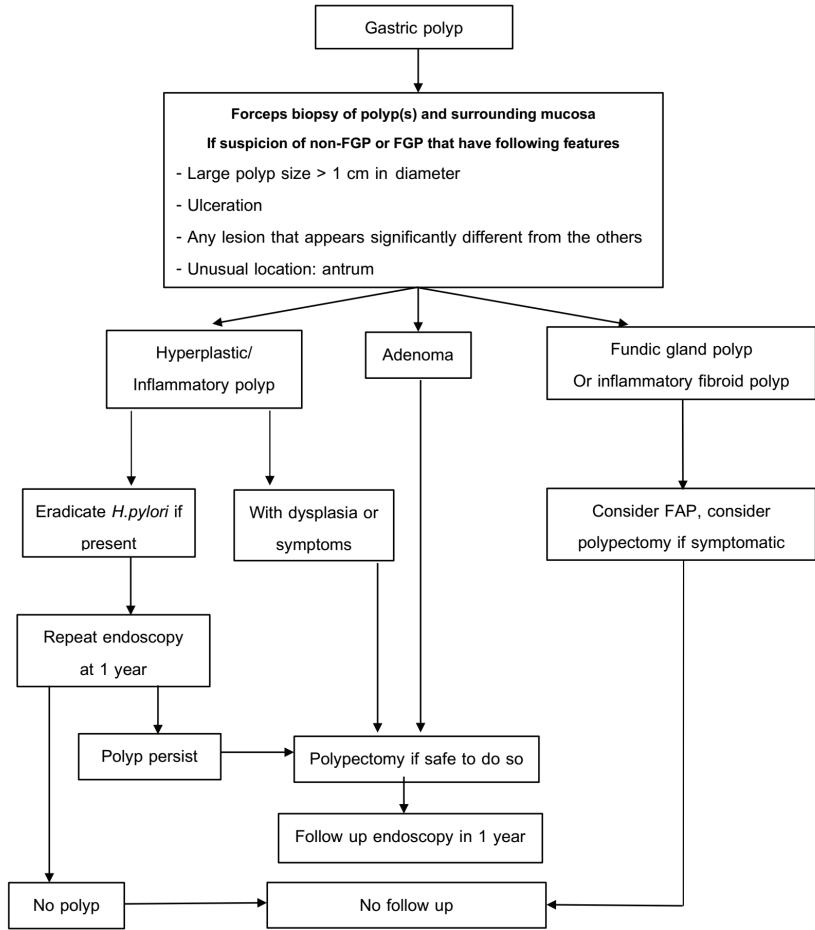 Gastric polyp
Forceps biopsy of polyp(s) and surrounding mucosa
If suspicion of non-FGP or FGP that have following features
- Large polyp size > 1 cm in diameter
- Ulceration
- Any lesion that appears significantly different from the others
- Unusual location: antrum
Hyperplastic/
Inflammatory polyp
Adenoma
Fundic gland polyp
Or inflammatory fibroid polyp
Eradicate H.pylori if
present
With dysplasia or
symptoms
Consider FAP, consider
polypectomy if symptomatic
Repeat endoscopy
at 1 year
Polyp persist
Polypectomy if safe to do so
Follow up endoscopy in 1 year
No polyp
No follow up